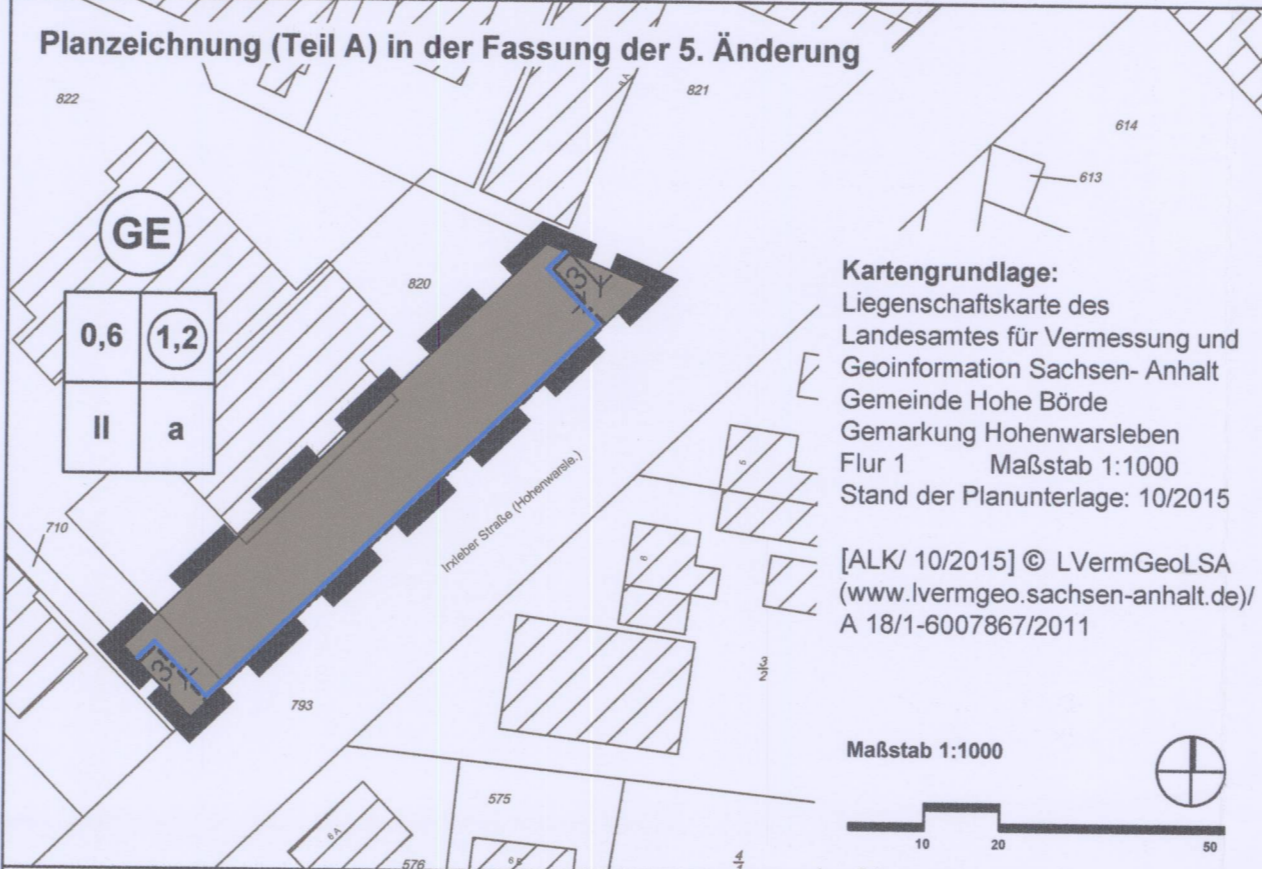 Planzeichnung (Teil A) in der Fassung der 5. Änderung
822
821
614
613
GE
820
0,6
1,2
II
a
3
Kartengrundlage:
Liegenschaftskarte des
Landesamtes für Vermessung und
Geoinformation Sachsen- Anhalt
Gemeinde Hohe Börde
Gemarkung Hohenwarsleben
Flur 1 Maßstab 1:1000
Stand der Planunterlage: 10/2015
[ALK/ 10/2015] © LVermGeoLSA
(www.lvermgeo.sachsen-anhalt.de)/
A 18/1-6007867/2011
Irxleber Straße (Hohenwarsle.)
710
3
793
3
2
Maßstab 1:1000
10 20 50
575
576
6 A
6 B
4